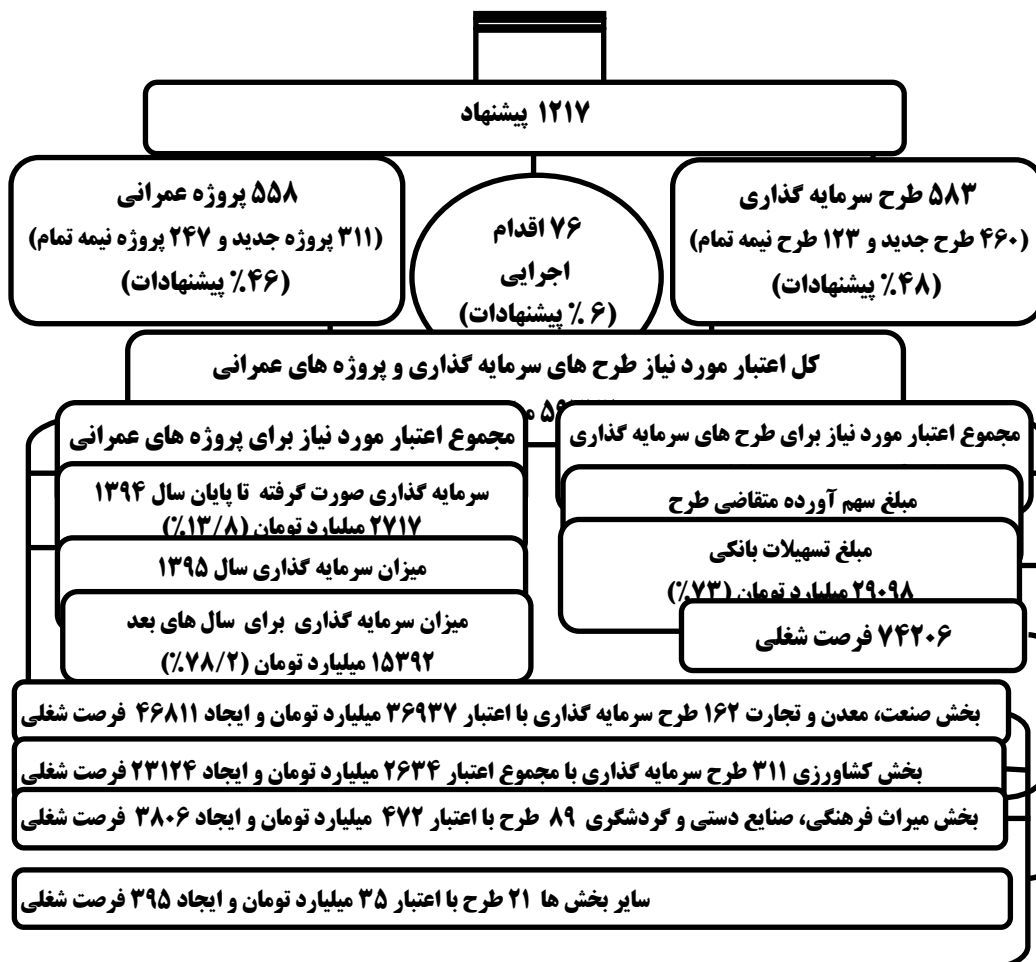 ۱۲۱۷ پیشنهاد
۵۸۳ طرح سرمایه گذاری
(۴۶۰ طرح جدید و ۱۲۳ طرح نیمه تمام)
(۴۸٪ پیشنهادات)
۷۶ اقدام
اجرایی
(۶ ٪ پیشنهادات)
۵۵۸ پروژه عمرانی
(۳۱۱ پروژه جدید و ۲۴۷ پروژه نیمه تمام)
(۴۶٪ پیشنهادات)
کل اعتبار مورد نیاز طرح های سرمایه گذاری و پروژه های عمرانی
مجموع اعتبار مورد نیاز برای طرح های سرمایه گذاری
مبلغ سهم آورده متقاضی طرح
مبلغ تسهیلات بانکی
۲۹۰۹۸ میلیارد تومان (۷۳٪)
۷۴۲۰۶ فرصت شغلی
مجموع اعتبار مورد نیاز برای پروژه های عمرانی
سرمایه گذاری صورت گرفته تا پایان سال ۱۳۹۴
۲۷۱۷ میلیارد تومان (۱۳/۸٪)
میزان سرمایه گذاری سال ۱۳۹۵
میزان سرمایه گذاری برای سال های بعد
۱۵۳۹۲ میلیارد تومان (۷۸/۲٪)
بخش صنعت، معدن و تجارت ۱۶۲ طرح سرمایه گذاری با اعتبار ۳۶۹۳۷ میلیارد تومان و ایجاد ۴۶۸۱۱ فرصت شغلی
بخش کشاورزی ۳۱۱ طرح سرمایه گذاری با مجموع اعتبار ۲۶۳۴ میلیارد تومان و ایجاد ۲۳۱۲۴ فرصت شغلی
بخش میراث فرهنگی، صنایع دستی و گردشگری ۸۹ طرح با اعتبار ۴۷۲ میلیارد تومان و ایجاد ۳۸۰۶ فرصت شغلی
سایر بخش ها ۲۱ طرح با اعتبار ۳۵ میلیارد تومان و ایجاد ۳۹۵ فرصت شغلی